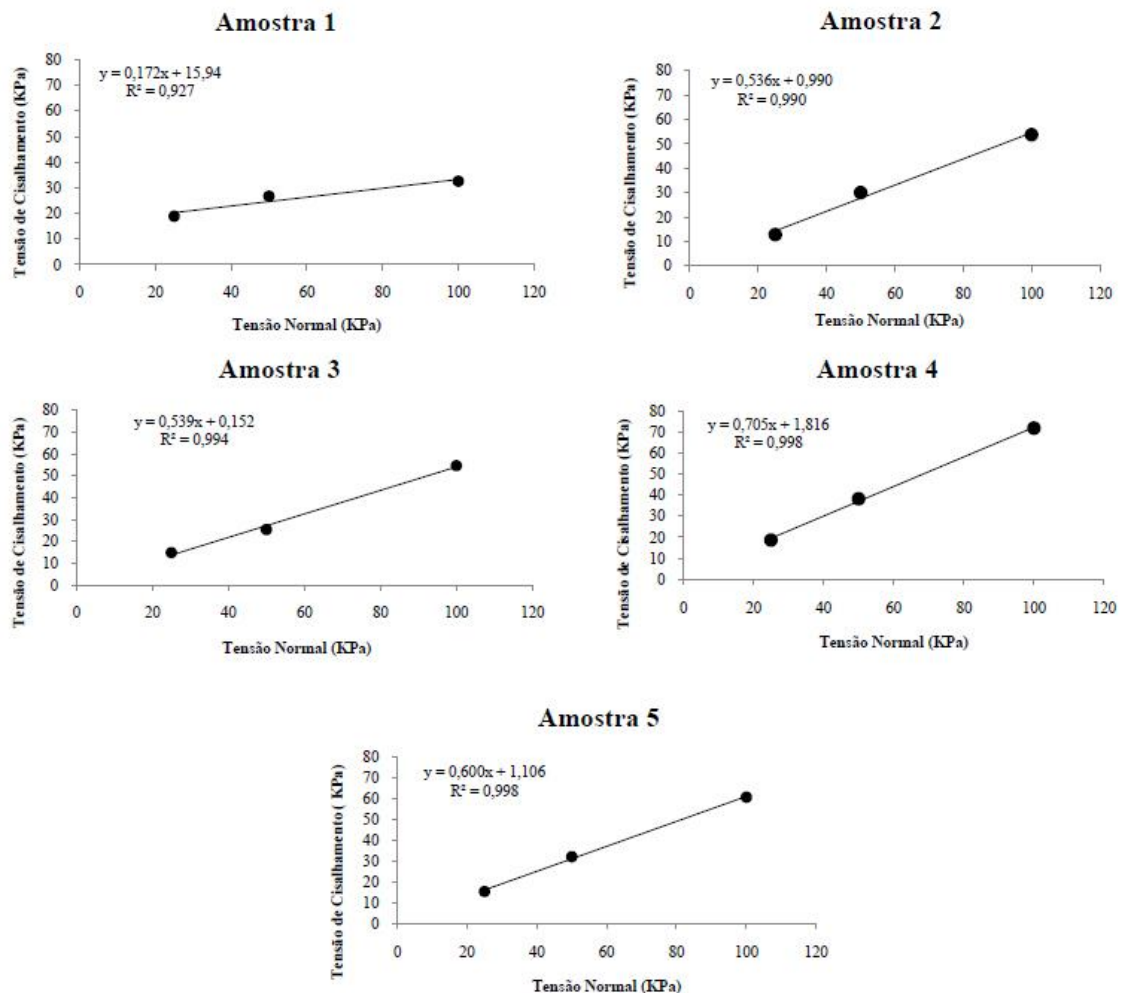 Amostra 1
Tensão de Cisalhamento (KPa)
y = 0,172x + 15,94
R² = 0,927
80
70
60
50
40
30
20
10
0
0 20 40 60 80 100 120
Tensão Normal (KPa)
Amostra 2
Tensão de Cisalhamento (KPa)
y = 0,536x + 0,990
R² = 0,990
80
70
60
50
40
30
20
10
0
0 20 40 60 80 100 120
Tensão Normal (KPa)
Amostra 3
Tensão de Cisalhamento (KPa)
y = 0,539x + 0,152
R² = 0,994
80
70
60
50
40
30
20
10
0
0 20 40 60 80 100 120
Tensão Normal (KPa)
Amostra 4
Tensão de Cisalhamento (KPa)
y = 0,705x + 1,816
R² = 0,998
80
70
60
50
40
30
20
10
0
0 20 40 60 80 100 120
Tensão Normal (KPa)
Amostra 5
Tensão de Cisalhamento ( KPa)
y = 0,600x + 1,106
R² = 0,998
80
70
60
50
40
30
20
10
0
0 20 40 60 80 100 120
Tensão Normal (KPa)